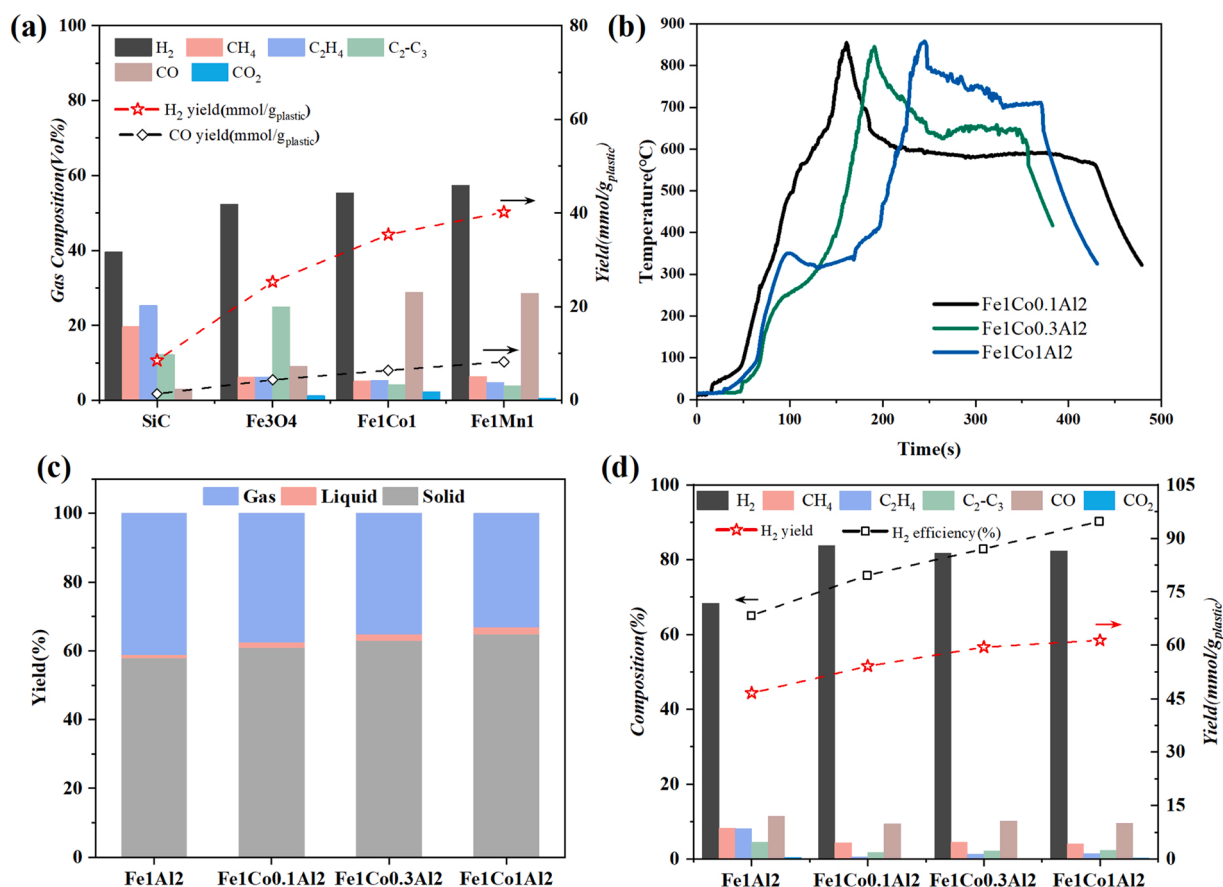 (a)
H₂ CH₄ C₂H₄ C₂-C₃
CO CO₂
H₂ yield(mmol/g_plastic)
CO yield(mmol/g_plastic)
Gas Composition(Vol%)
100
80
60
40
20
0
Yield(mmol/g_plastic)
80
60
40
20
0
SiC Fe3O4 Fe1Co1 Fe1Mn1
(b)
Temperature(°C)
900
800
700
600
500
400
300
200
100
0
Fe1Co0.1Al2
Fe1Co0.3Al2
Fe1Co1Al2
0 100 200 300 400 500
Time(s)
(c)
Gas Liquid Solid
Yield(%)
100
80
60
40
20
0
Fe1Al2 Fe1Co0.1Al2 Fe1Co0.3Al2 Fe1Co1Al2
(d)
H₂ CH₄ C₂H₄ C₂-C₃ CO CO₂
H₂ yield H₂ efficiency(%)
Composition(%)
100
80
60
40
20
0
Yield(mmol/g_plastic)
105
90
75
60
45
30
15
0
Fe1Al2 Fe1Co0.1Al2 Fe1Co0.3Al2 Fe1Co1Al2